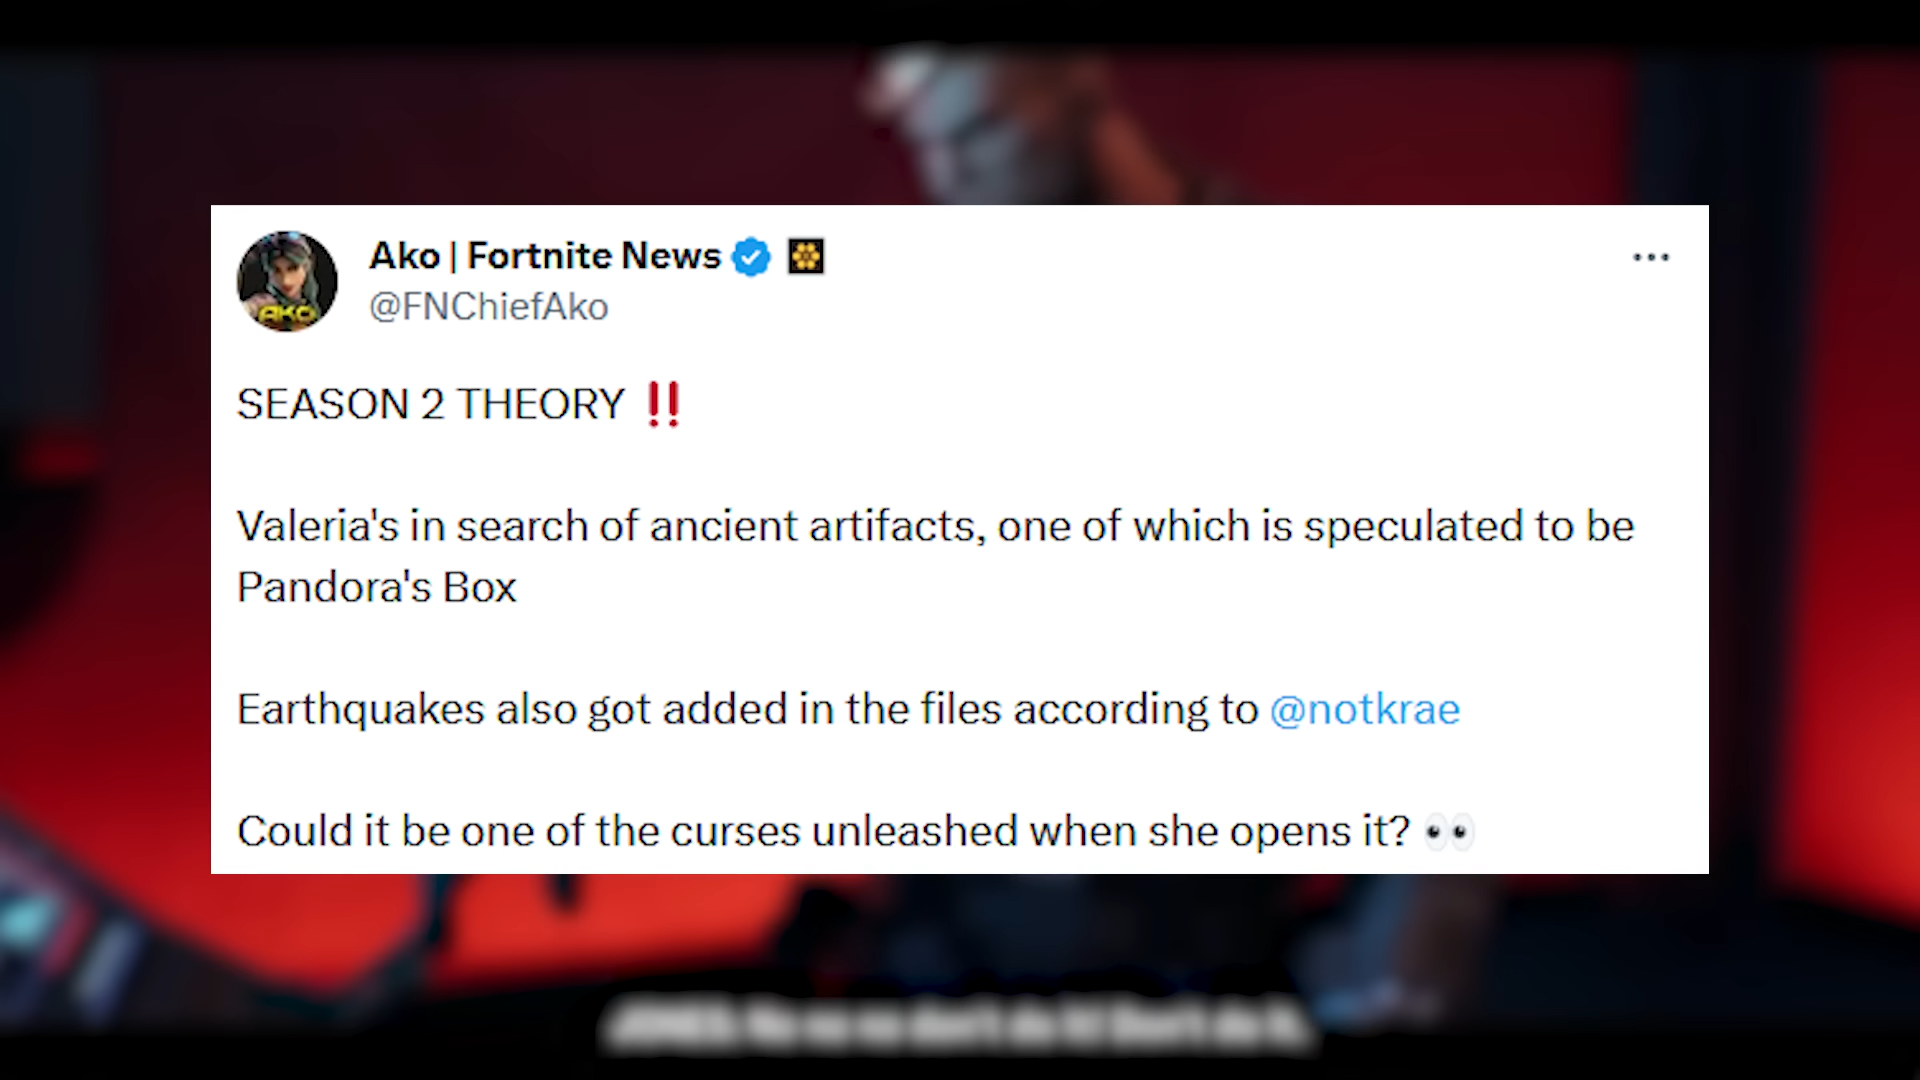 Ako | Fortnite News
@FNChiefAko
AKO
SEASON 2 THEORY ‼️
Valeria's in search of ancient artifacts, one of which is speculated to be
Pandora's Box
Earthquakes also got added in the files according to @notkrae
Could it be one of the curses unleashed when she opens it? 👀